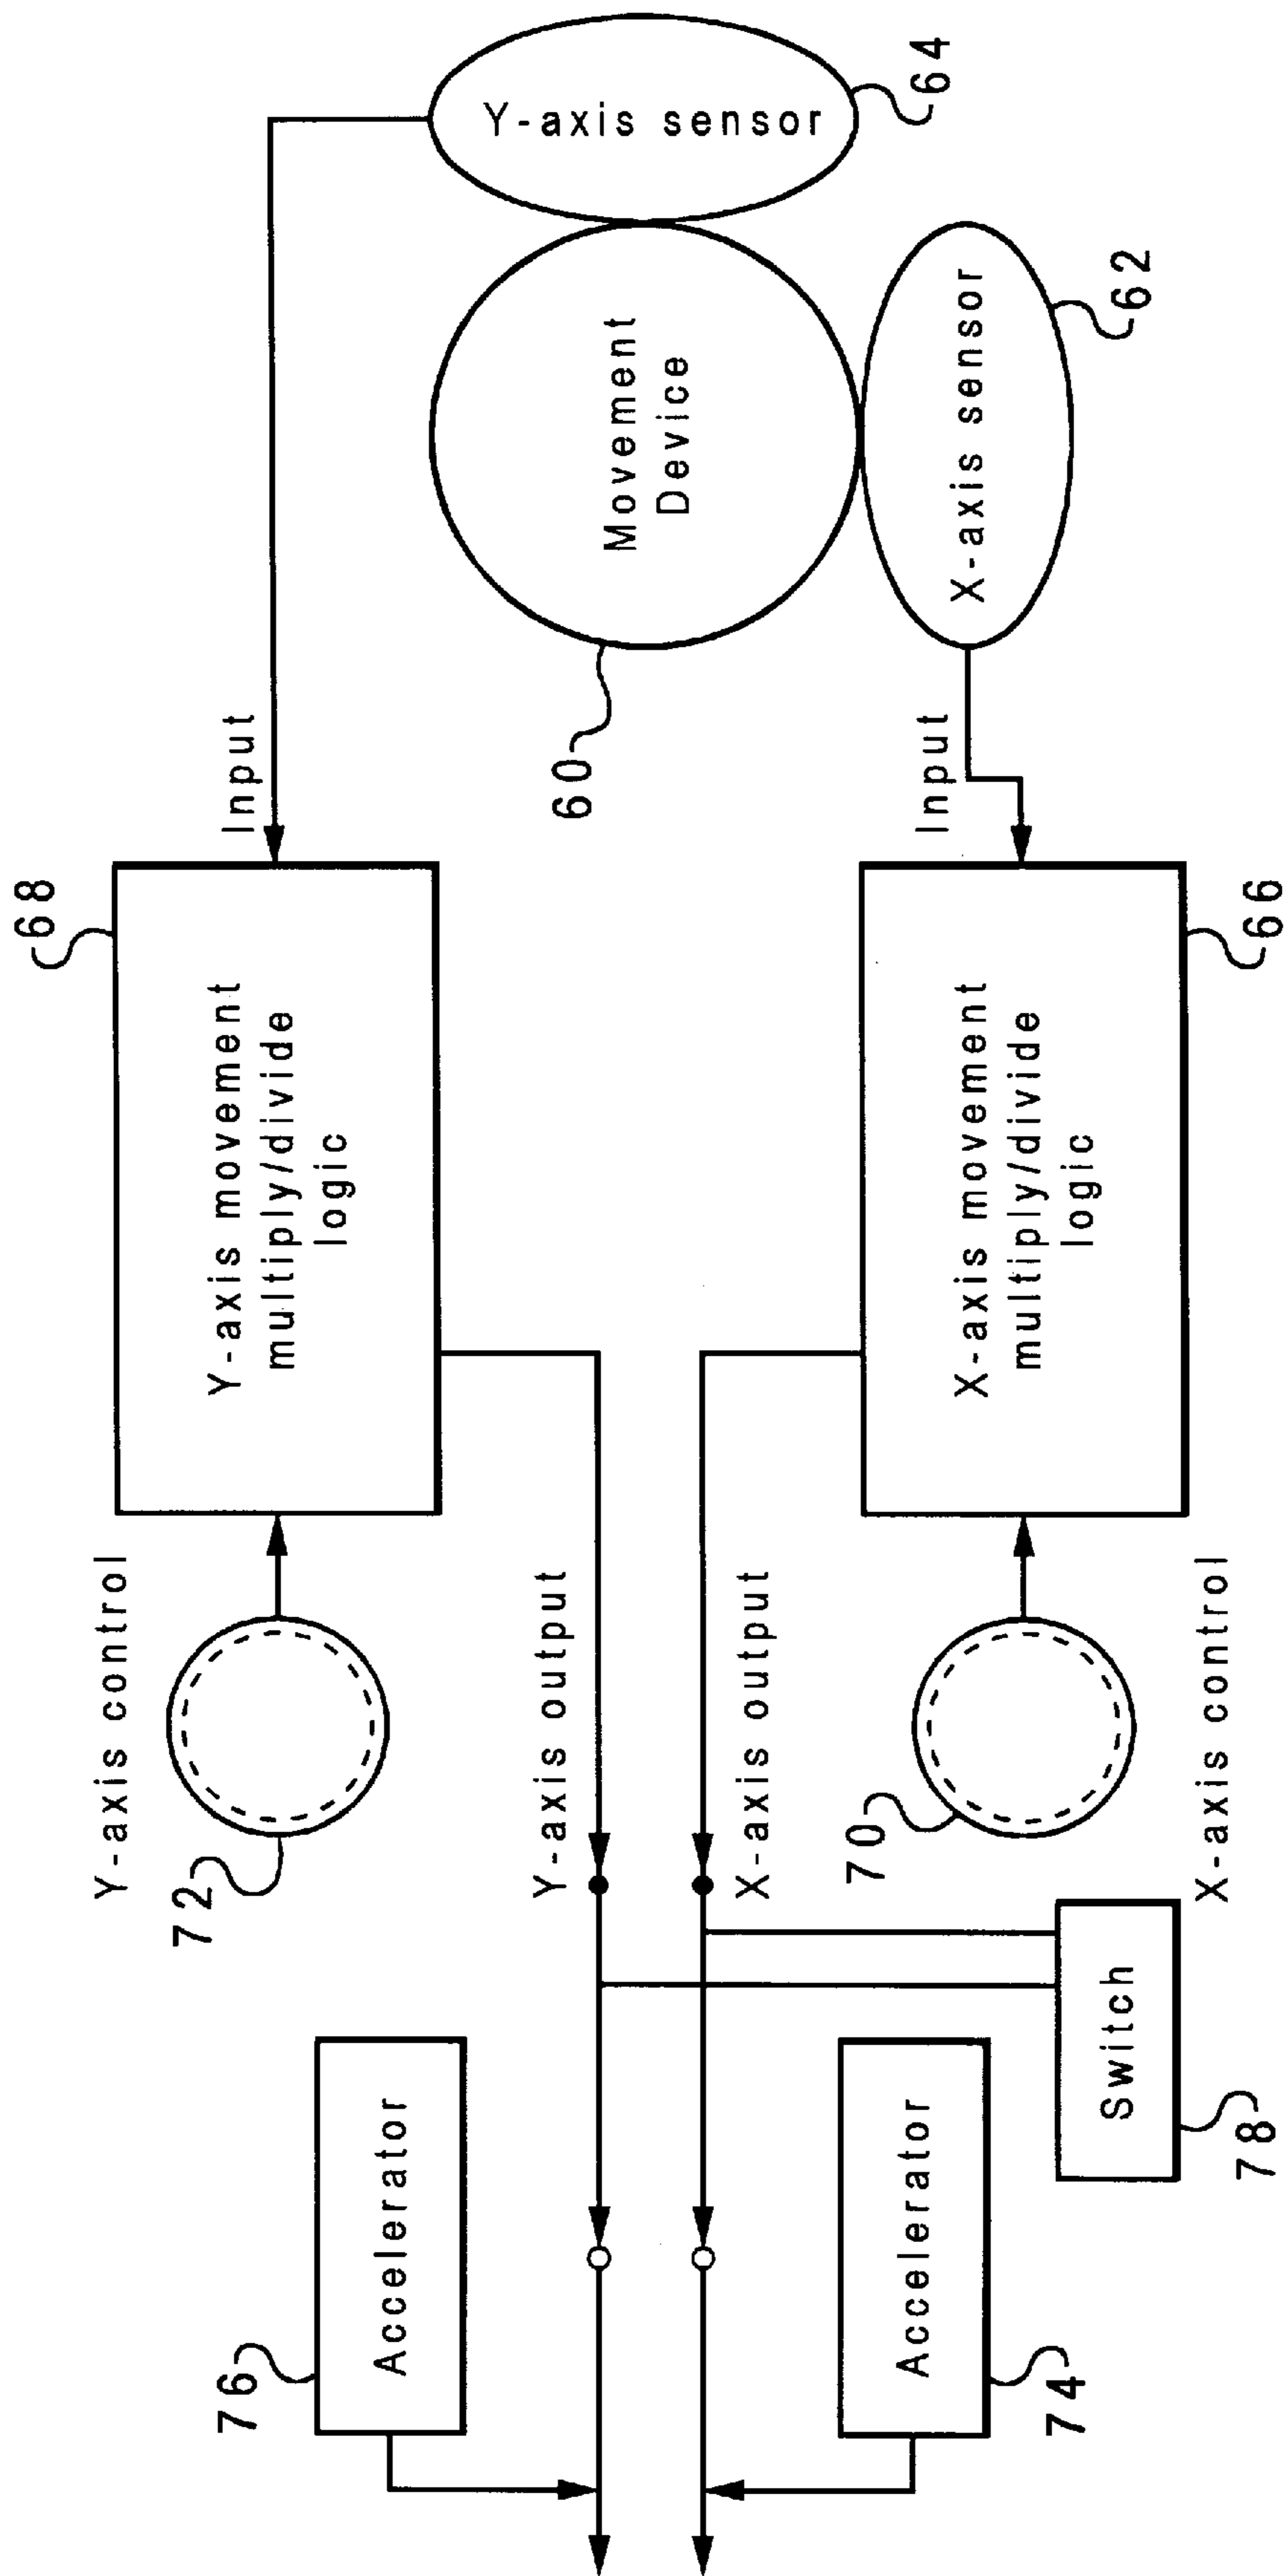 68
Y-axis movement
multiply/divide
logic
Input
Y-axis sensor
64
Movement
Device
60
X-axis sensor
62
Input
X-axis movement
multiply/divide
logic
66
Y-axis control
72
Y-axis output
X-axis output
70
X-axis control
76
Accelerator
Accelerator
74
Switch
78